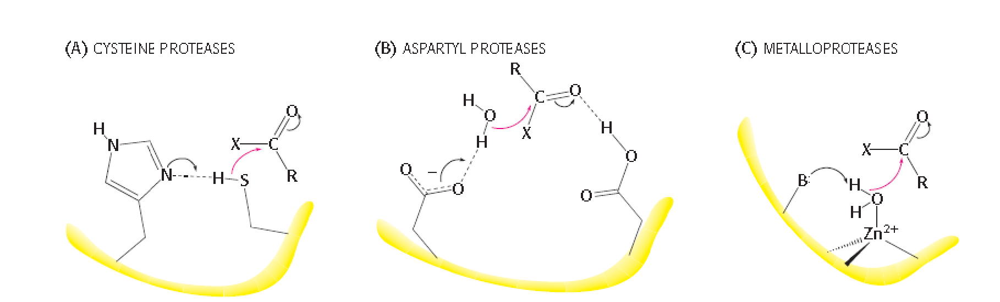 (A) CYSTEINE PROTEASES
H
N
N
H
S
X
C
O
R
(B) ASPARTYL PROTEASES
R
C
O
H
O
H
X
H
O
O
O
−
O
(C) METALLOPROTEASES
O
X
C
R
B:
H
O
H
Zn2+